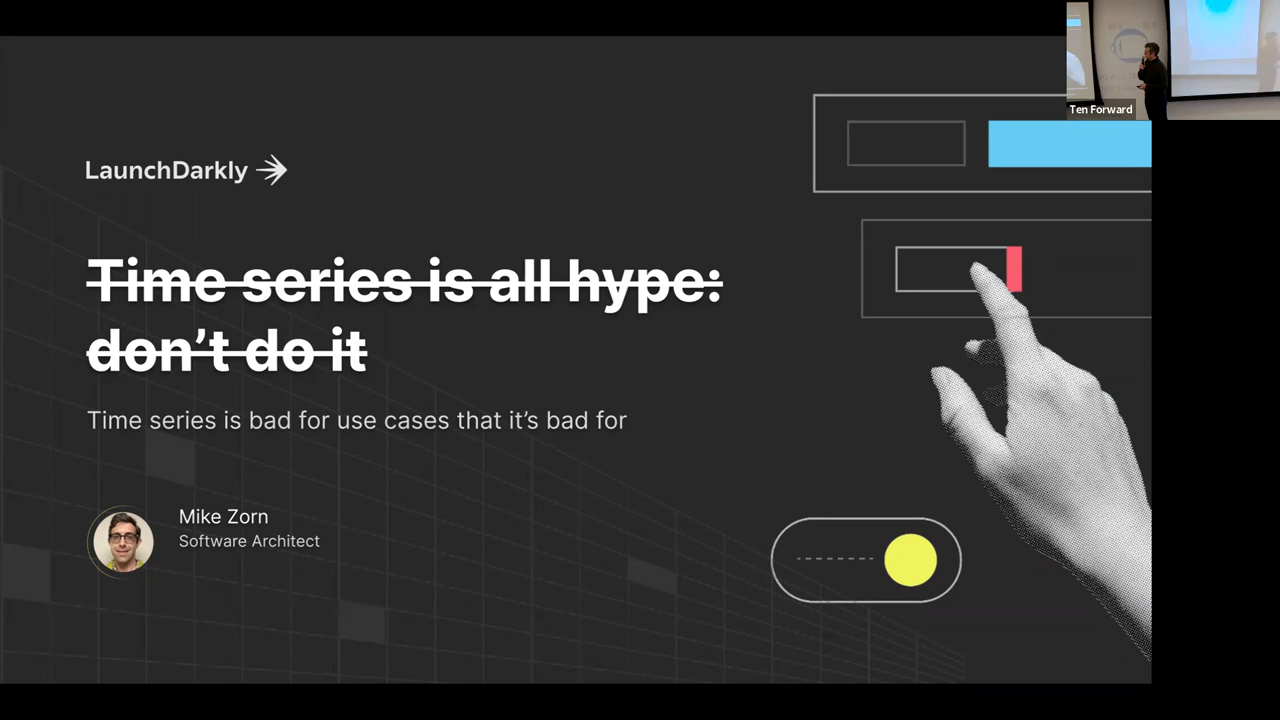 Ten Forward
LaunchDarkly
Time series is all hype:
don’t do it
Time series is bad for use cases that it’s bad for
Mike Zorn
Software Architect